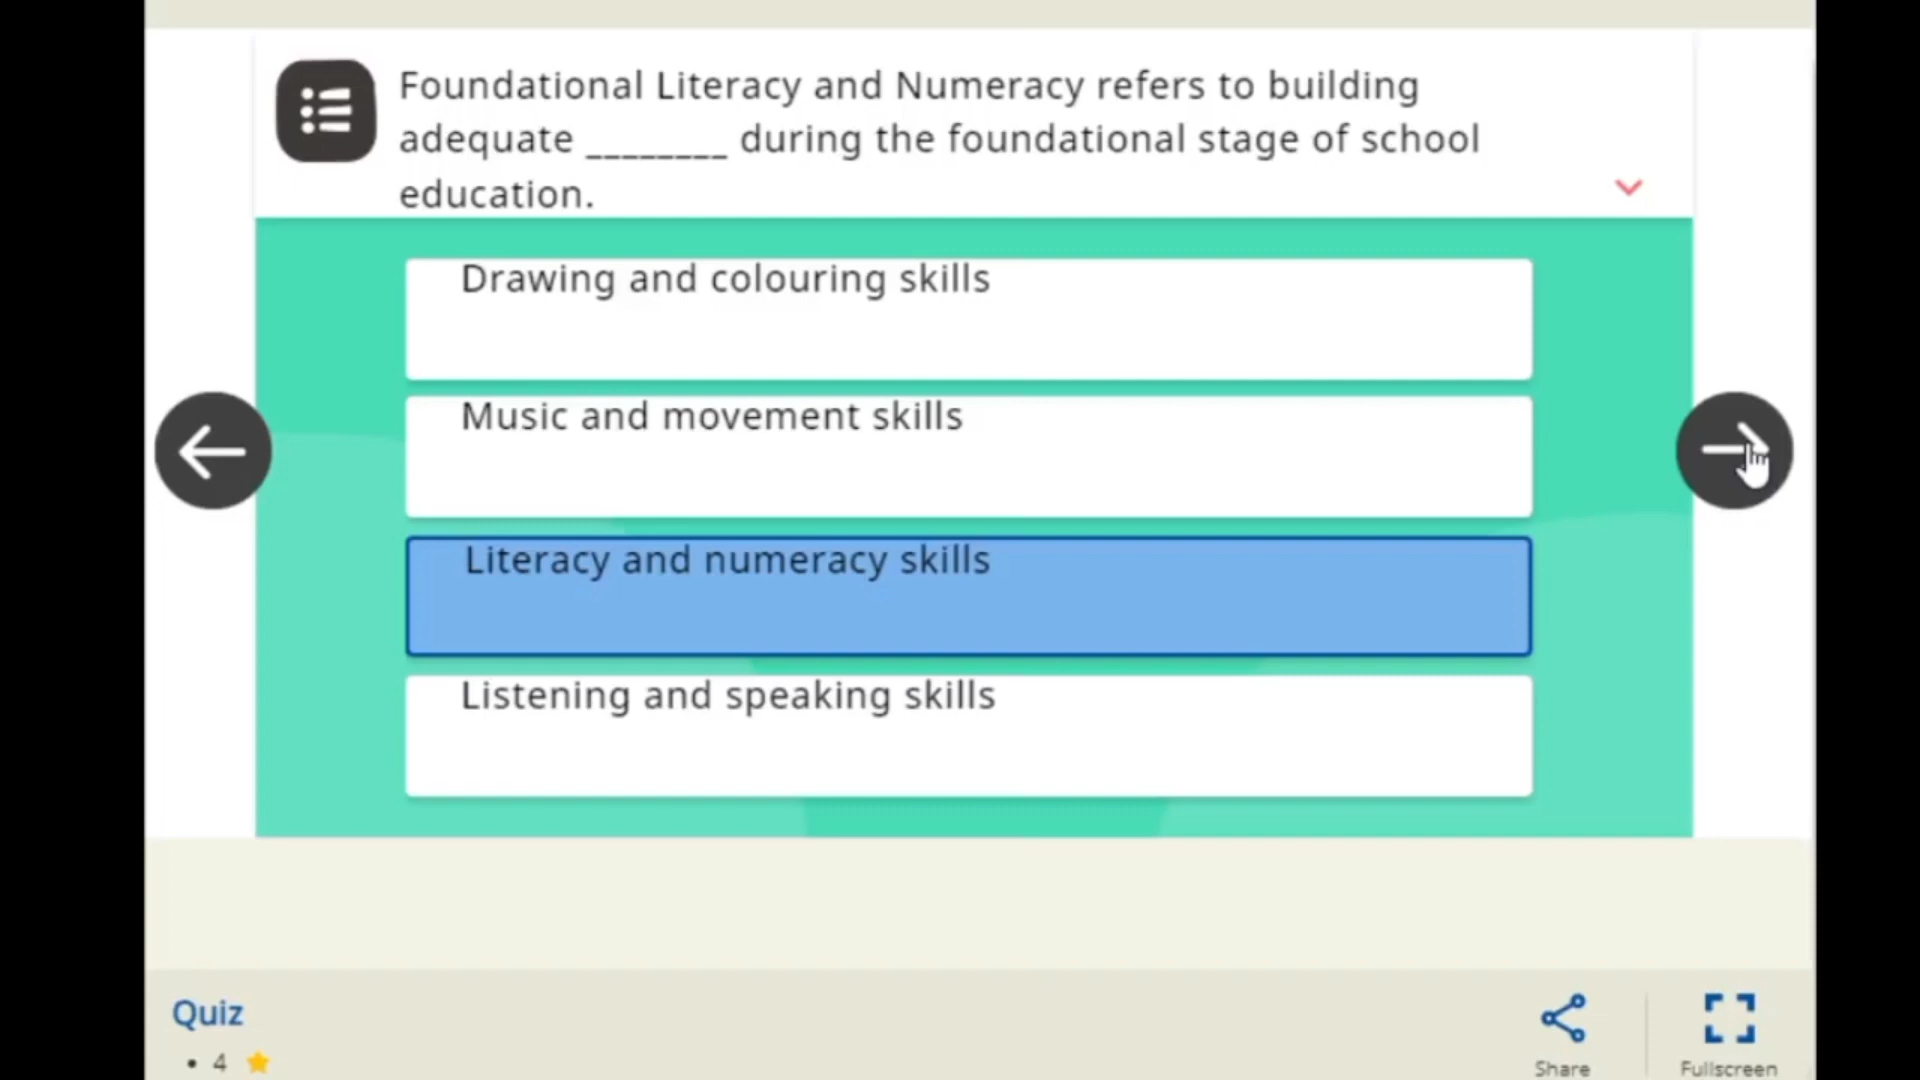 Foundational Literacy and Numeracy refers to building
adequate ________ during the foundational stage of school
education.
Drawing and colouring skills
Music and movement skills
Literacy and numeracy skills
Listening and speaking skills
Quiz
• 4
Share
Fullscreen